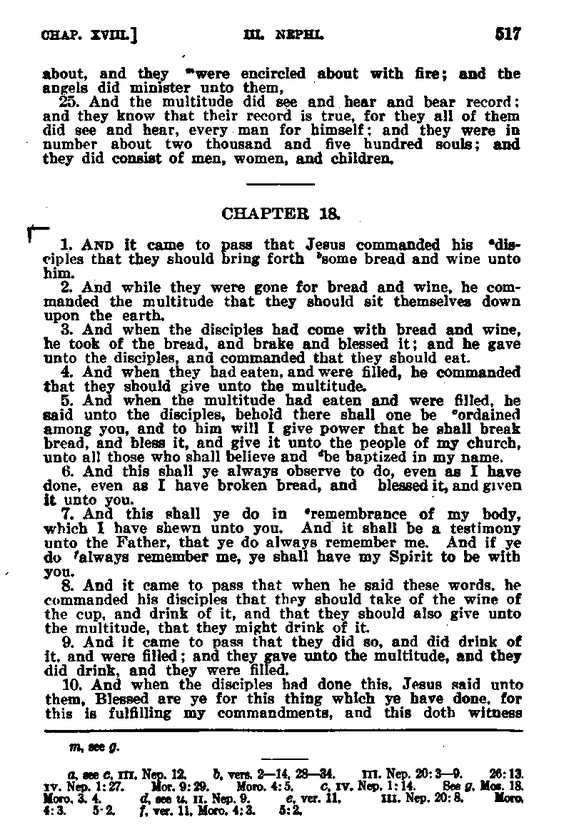 CHAP. XVIII.] III. NEPHI. 517
about, and they ᵐwere encircled about with fire; and the
angels did minister unto them,
25. And the multitude did see and hear and bear record:
and they know that their record is true, for they all of them
did see and hear, every man for himself; and they were in
number about two thousand and five hundred souls; and
they did consist of men, women, and children.
CHAPTER 18.
1. AND it came to pass that Jesus commanded his ᵃdis-
ciples that they should bring forth ᵇsome bread and wine unto
him.
2. And while they were gone for bread and wine, he com-
manded the multitude that they should sit themselves down
upon the earth.
3. And when the disciples had come with bread and wine,
he took of the bread, and brake and blessed it; and he gave
unto the disciples, and commanded that they should eat.
4. And when they had eaten, and were filled, he commanded
that they should give unto the multitude.
5. And when the multitude had eaten and were filled, he
said unto the disciples, behold there shall one be ᶜordained
among you, and to him will I give power that he shall break
bread, and bless it, and give it unto the people of my church,
unto all those who shall believe and ᵈbe baptized in my name.
6. And this shall ye always observe to do, even as I have
done, even as I have broken bread, and blessed it, and given
it unto you.
7. And this shall ye do in ᵉremembrance of my body,
which I have shewn unto you. And it shall be a testimony
unto the Father, that ye do always remember me. And if ye
do ᶠalways remember me, ye shall have my Spirit to be with
you.
8. And it came to pass that when he said these words, he
commanded his disciples that they should take of the wine of
the cup, and drink of it, and that they should also give unto
the multitude, that they might drink of it.
9. And it came to pass that they did so, and did drink of
it, and were filled; and they gave unto the multitude, and they
did drink, and they were filled.
10. And when the disciples had done this, Jesus said unto
them, Blessed are ye for this thing which ye have done, for
this is fulfilling my commandments, and this doth witness
m, see g.
a, see c, III. Nep. 12. b, vers. 2—14, 28—34. III. Nep. 20:3—9. 26:13.
IV. Nep. 1:27. Mor. 9:29. Moro. 4:5. c, IV. Nep. 1:14. See g, Mos. 18.
Moro. 3. 4. d, see u, II. Nep. 9. e, ver. 11. III. Nep. 20:8. Moro.
4:3. 5:2. f, ver. 11, Moro. 4:3. 5:2.